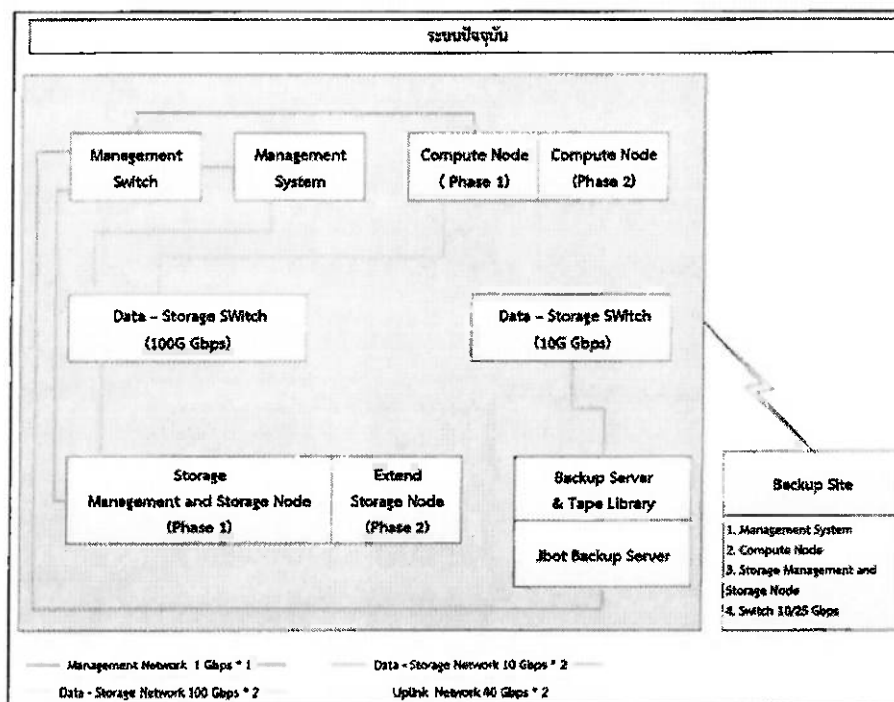 ระบบปัจจุบัน
Management
Switch
Management
System
Compute Node
( Phase 1)
Compute Node
(Phase 2)
Data – Storage SWitch
(100G Gbps)
Data – Storage SWitch
(10G Gbps)
Storage
Management and Storage Node
(Phase 1)
Extend
Storage Node
(Phase 2)
Backup Server
& Tape Library
Jbot Backup Server
Backup Site
1. Management System
2. Compute Node
3. Storage Management and
Storage Node
4. Switch 10/25 Gbps
Management Network 1 Gbps * 1
Data - Storage Network 10 Gbps * 2
Data - Storage Network 100 Gbps * 2
Uplink Network 40 Gbps * 2